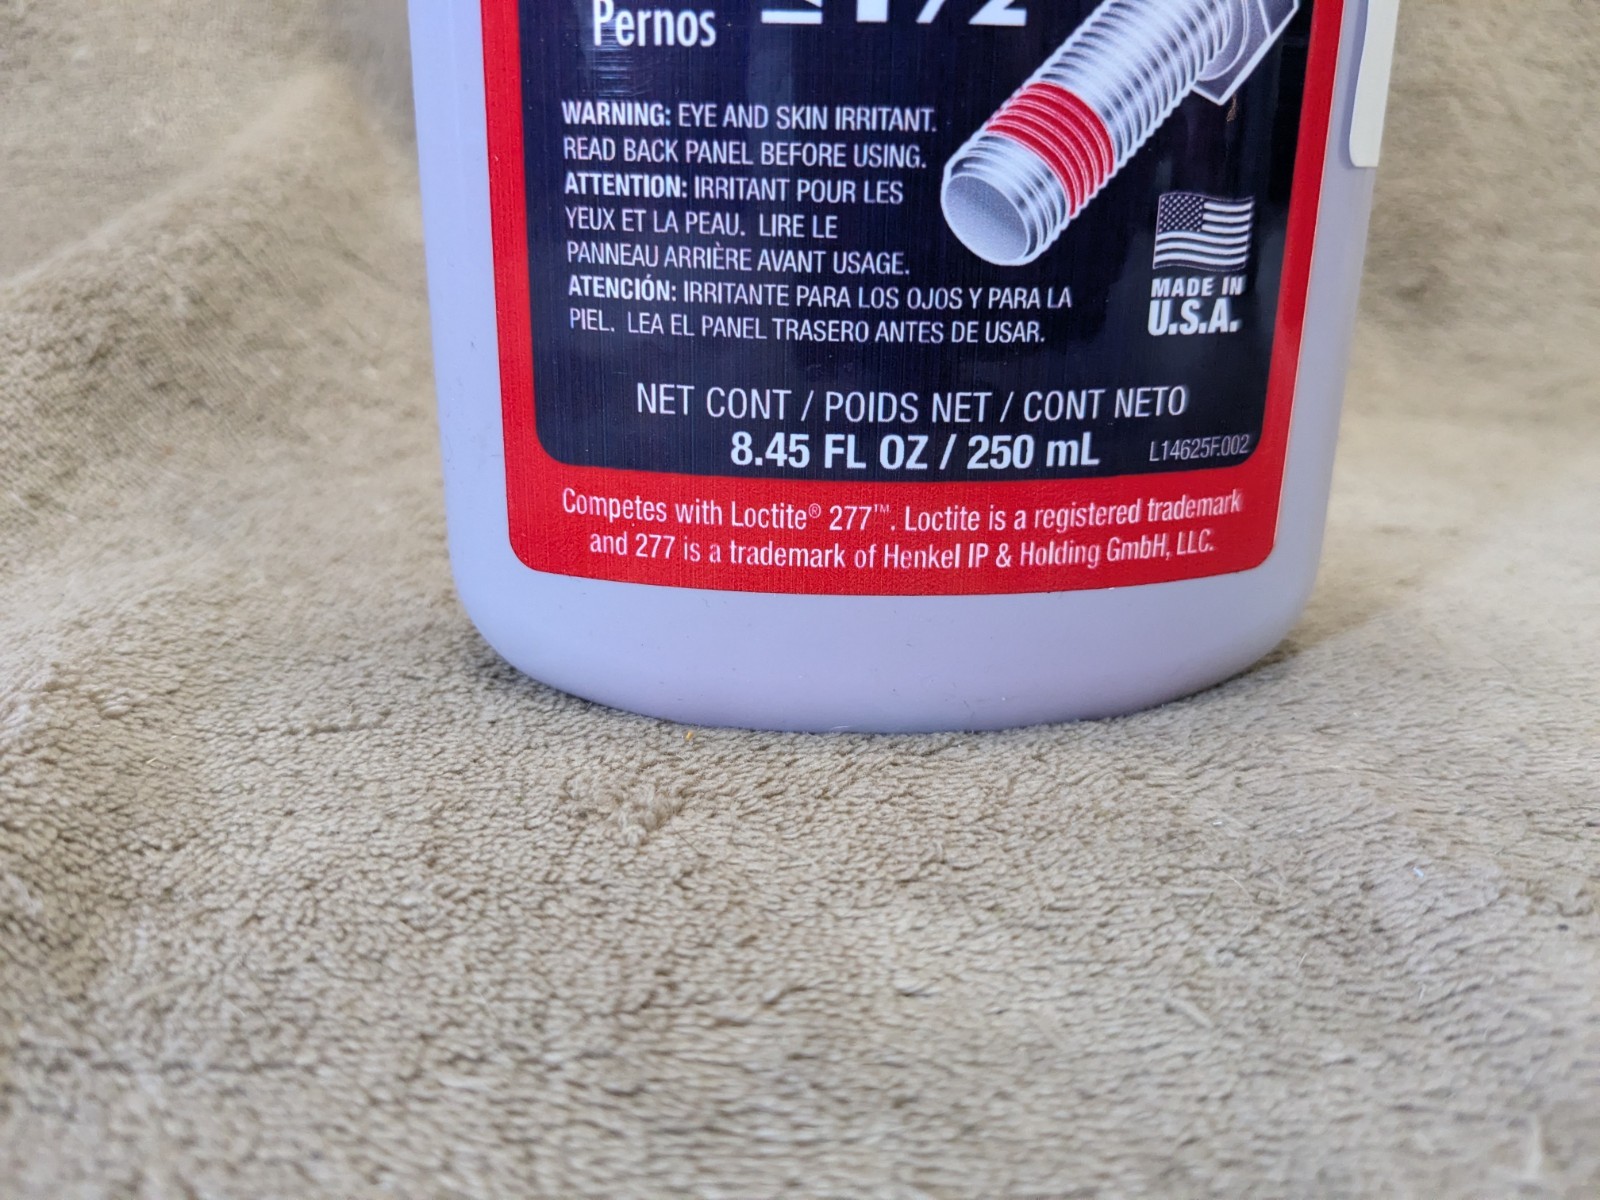 Pernos
WARNING: EYE AND SKIN IRRITANT.
READ BACK PANEL BEFORE USING.
ATTENTION: IRRITANT POUR LES
YEUX ET LA PEAU. LIRE LE
PANNEAU ARRIÈRE AVANT USAGE.
ATENCIÓN: IRRITANTE PARA LOS OJOS Y PARA LA
PIEL. LEA EL PANEL TRASERO ANTES DE USAR.
MADE IN
U.S.A.
NET CONT / POIDS NET / CONT NETO
8.45 FL OZ / 250 mL
L14625F.002
Competes with Loctite® 277™. Loctite is a registered trademark
and 277 is a trademark of Henkel IP & Holding GmbH, LLC.